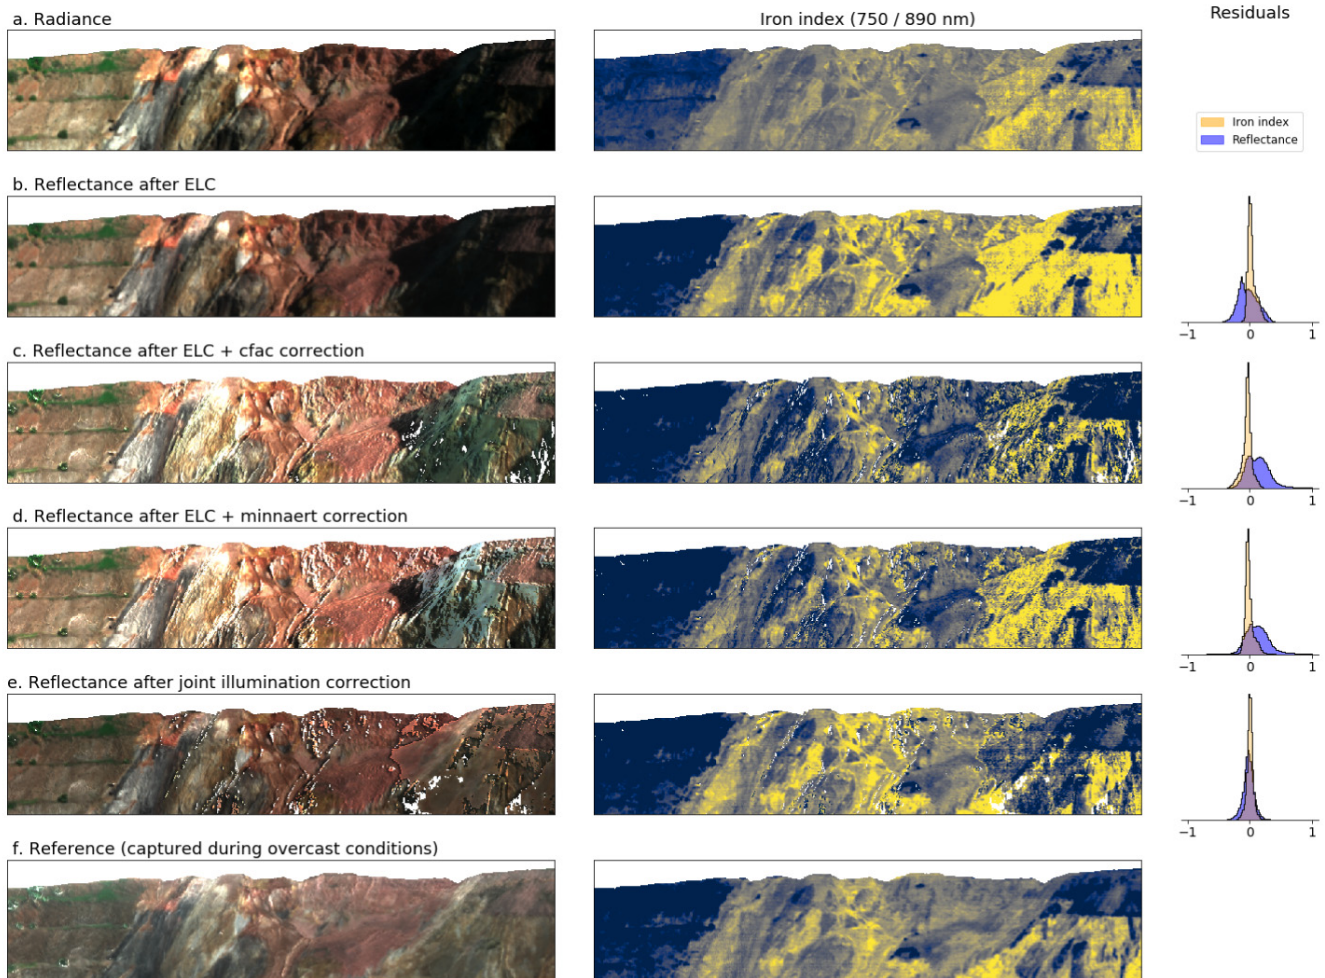 a. Radiance
Iron index (750 / 890 nm)
Residuals
Iron index
Reflectance
b. Reflectance after ELC
−1 0 1
c. Reflectance after ELC + cfac correction
−1 0 1
d. Reflectance after ELC + minnaert correction
−1 0 1
e. Reflectance after joint illumination correction
−1 0 1
f. Reference (captured during overcast conditions)